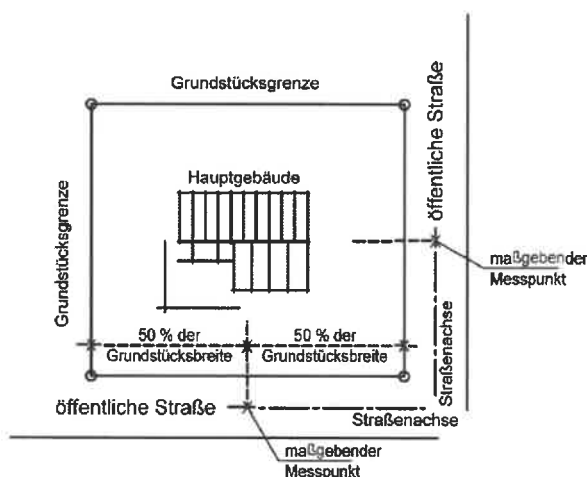 Grundstücksgrenze
öffentliche Straße
Hauptgebäude
Grundstücksgrenze
maßgebender
Messpunkt
50 % der
Grundstücksbreite
50 % der
Grundstücksbreite
Straßenachse
öffentliche Straße
Straßenachse
maßgebender
Messpunkt